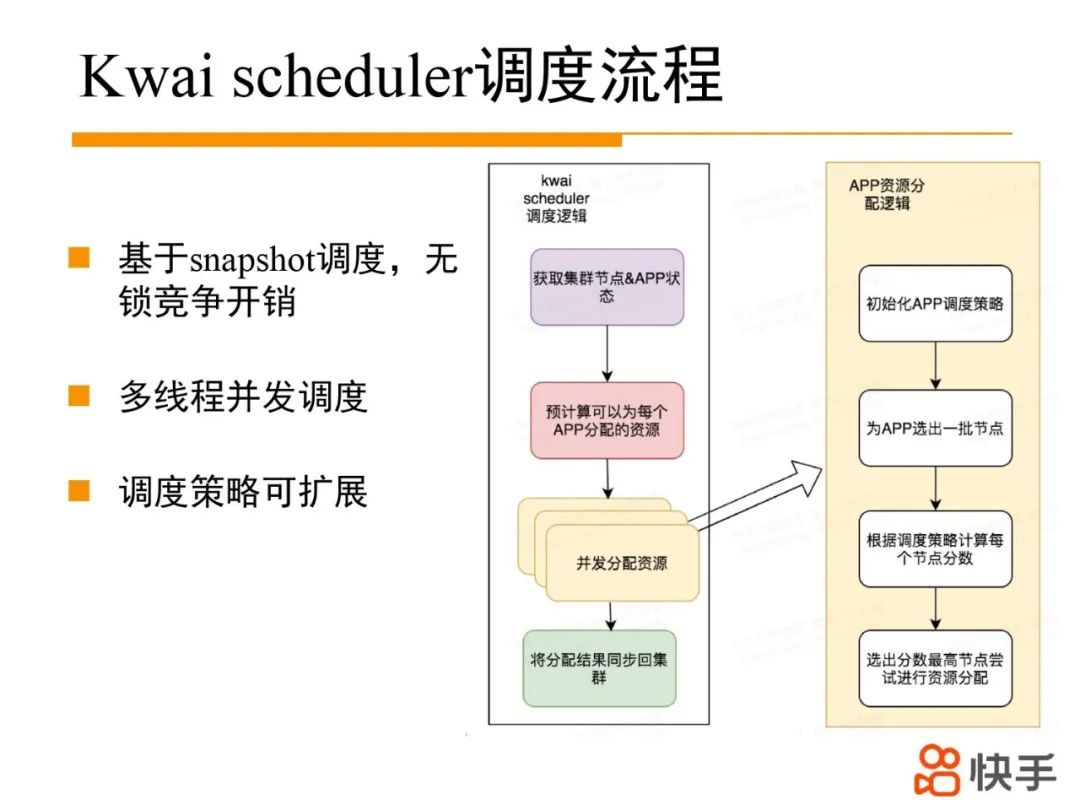 Kwai scheduler调度流程
基于snapshot调度，无
锁竞争开销
多线程并发调度
调度策略可扩展
kwai
scheduler
调度逻辑
获取集群节点&APP状
态
预计算可以为每个
APP分配的资源
并发分配资源
将分配结果同步回集
群
APP资源分
配逻辑
初始化APP调度策略
为APP选出一批节点
根据调度策略计算每
个节点分数
选出分数最高节点尝
试进行资源分配
快手